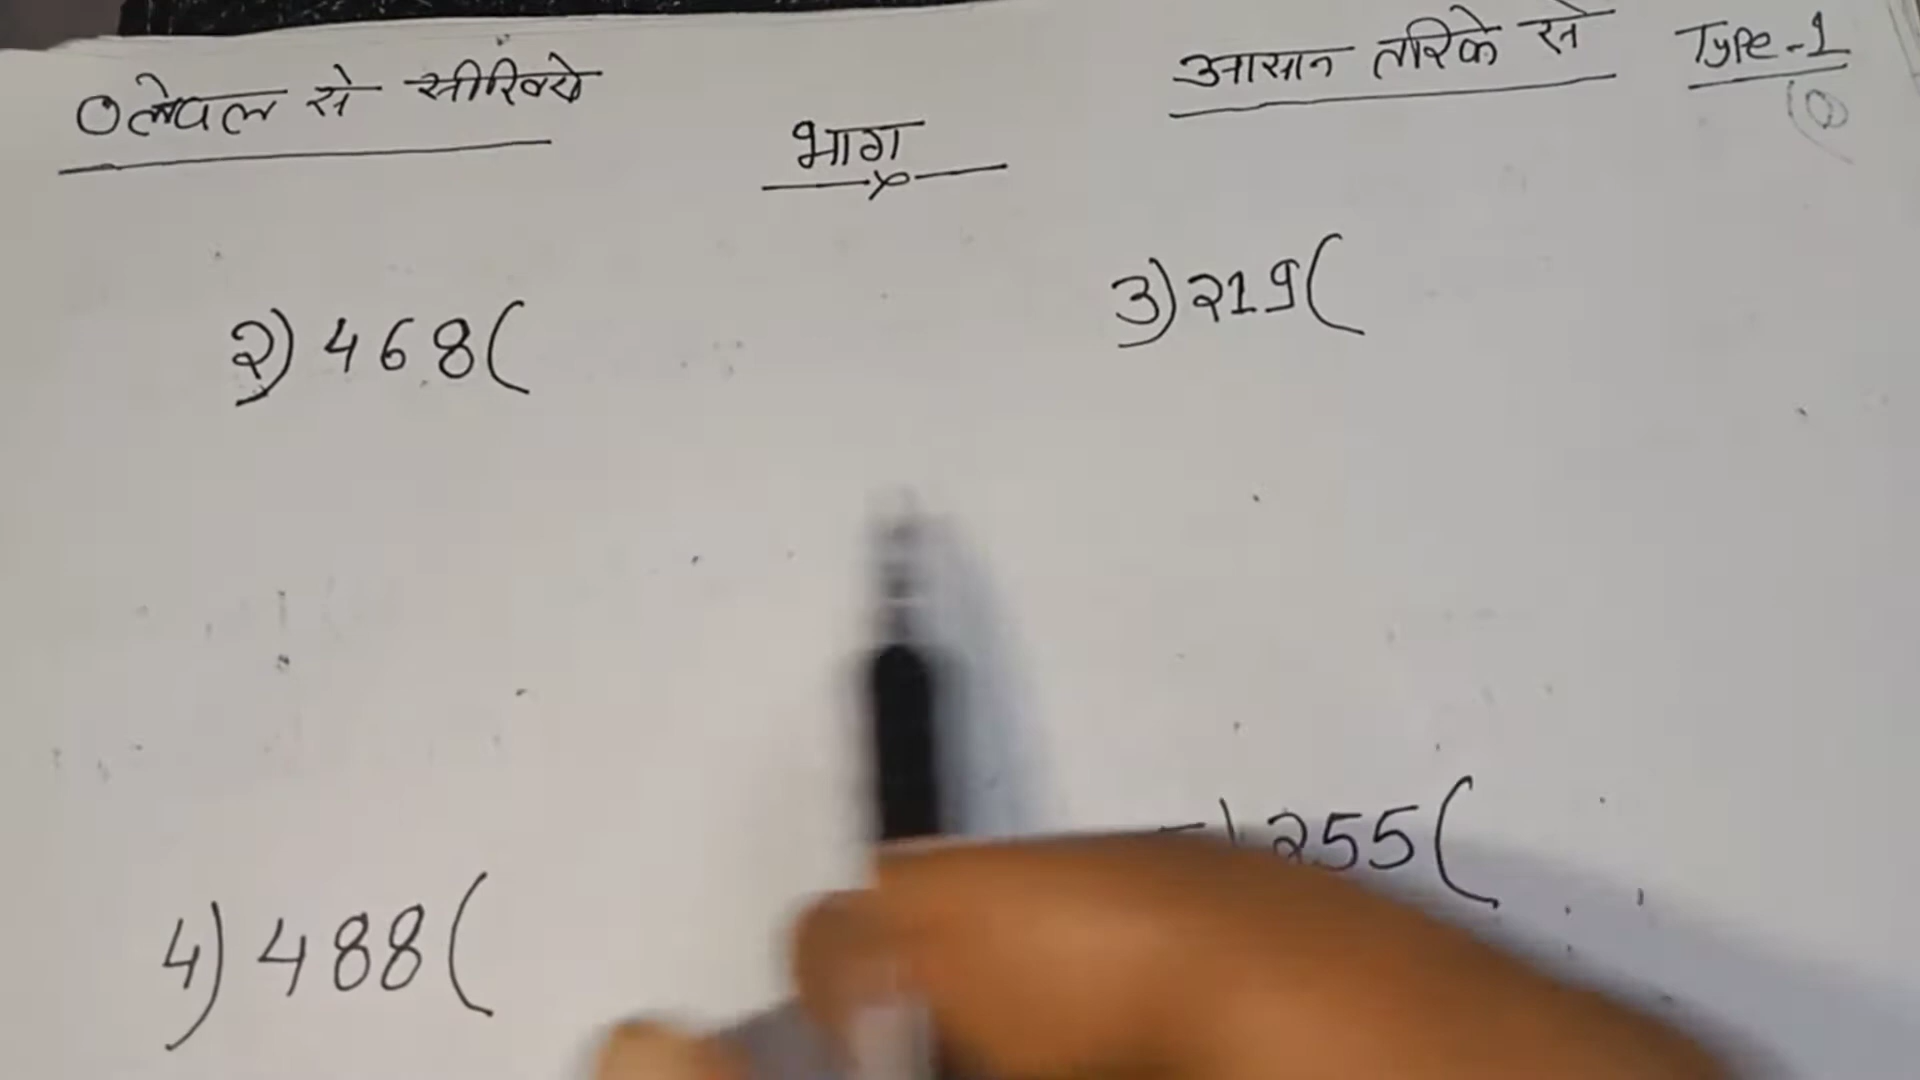 0 लेवल से सीखिये
आसान तरिके से Type-1
भाग
2) 468(
3) 219(
4) 488(
) 255(